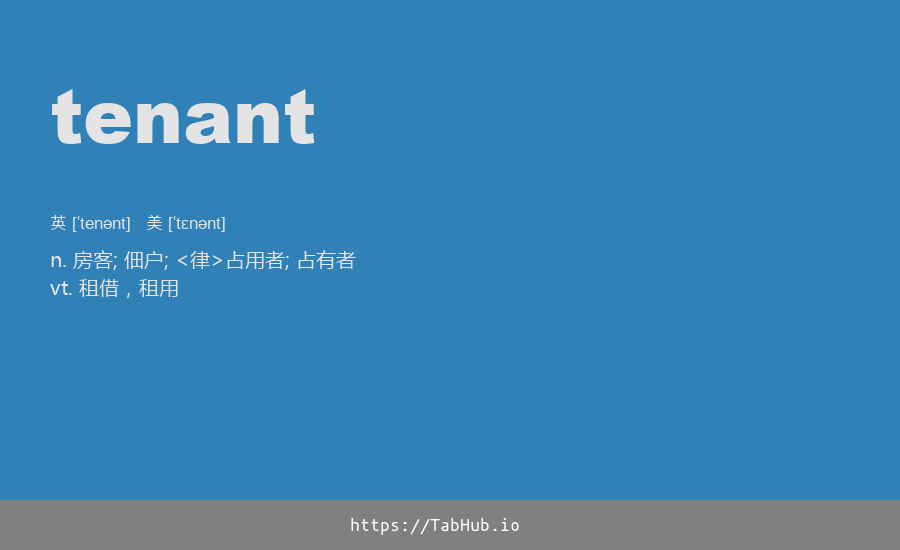 tenant
英 [ˈtenənt] 美 [ˈtɛnənt]
n. 房客; 佃户; <律>占用者; 占有者
vt. 租借，租用
https://TabHub.io